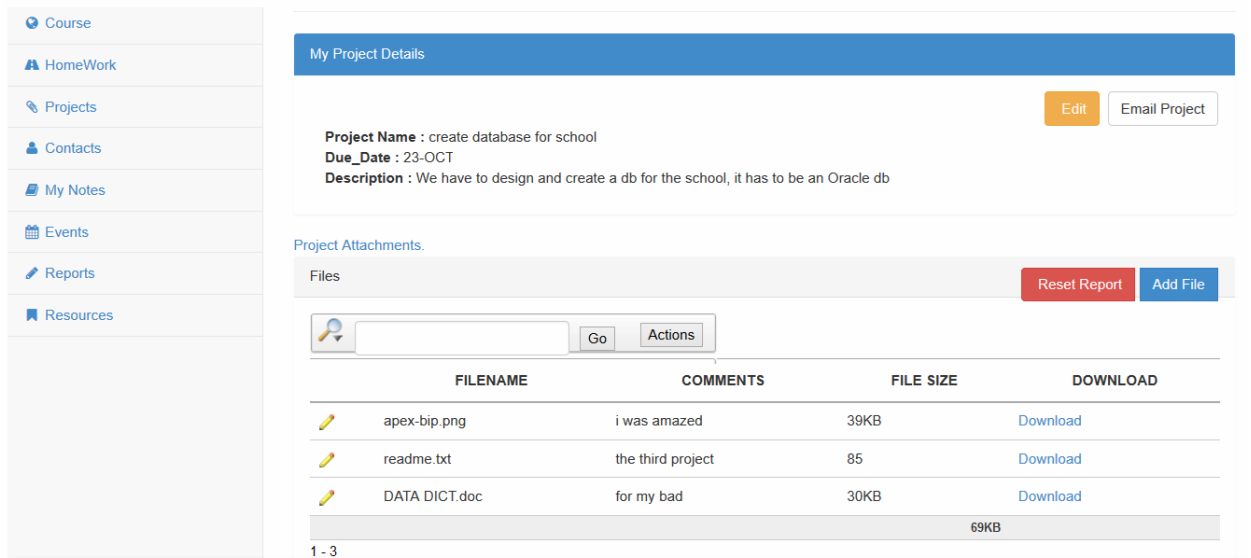 Course
HomeWork
Projects
Contacts
My Notes
Events
Reports
Resources
My Project Details
Edit Email Project
Project Name : create database for school
Due_Date : 23-OCT
Description : We have to design and create a db for the school, it has to be an Oracle db
Project Attachments.
Files Reset Report Add File
Go Actions
FILENAME COMMENTS FILE SIZE DOWNLOAD
apex-bip.png i was amazed 39KB Download
readme.txt the third project 85 Download
DATA DICT.doc for my bad 30KB Download
69KB
1 - 3